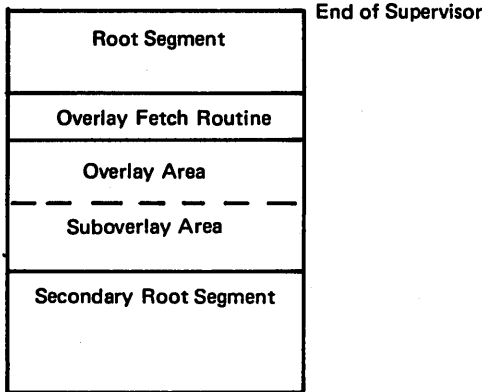 End of Supervisor
Root Segment
Overlay Fetch Routine
Overlay Area
Suboverlay Area
Secondary Root Segment